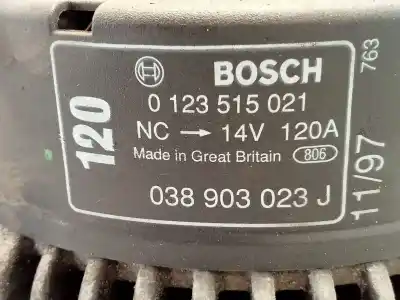 BOSCH
0 123 515 021
NC → 14V 120A
Made in Great Britain 806
038 903 023 J
120
11/97
763